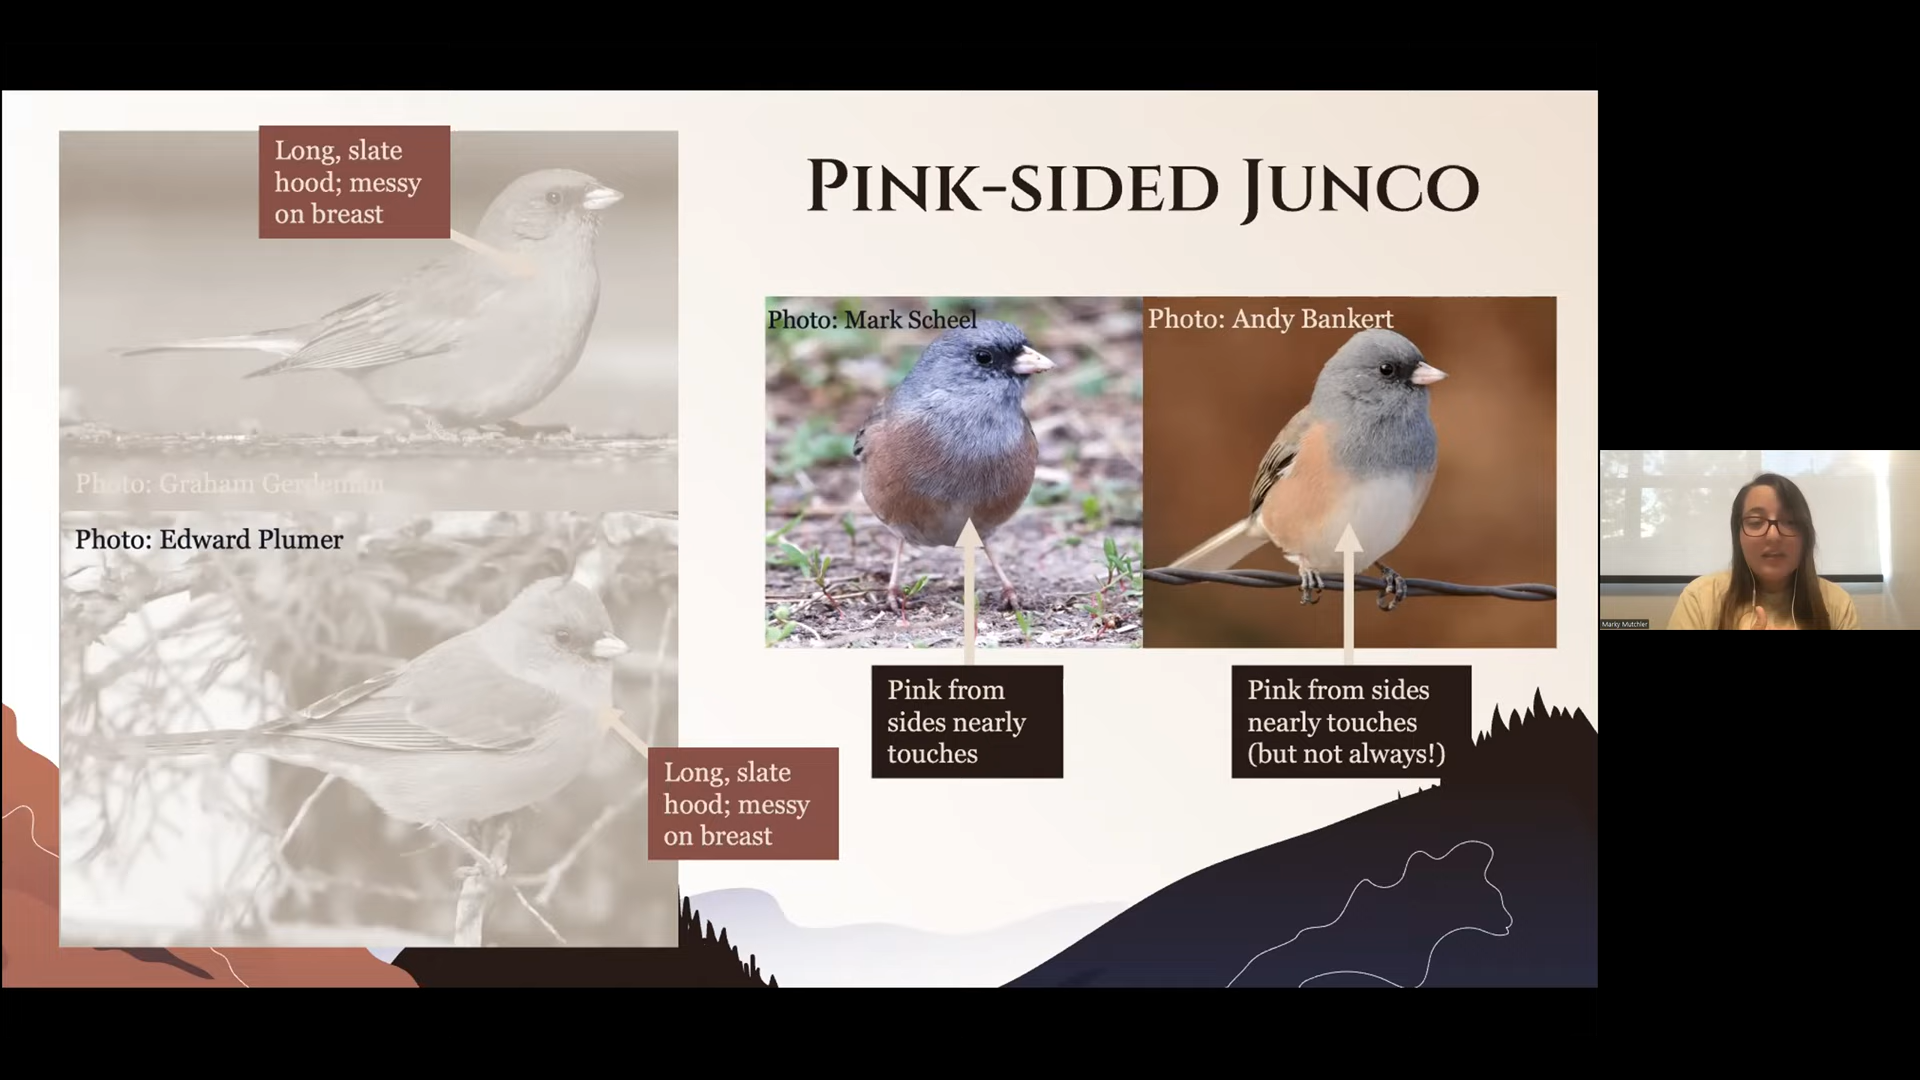 Long, slate
hood; messy
on breast
Photo: Graham Gerdeman
Photo: Edward Plumer
Long, slate
hood; messy
on breast
PINK-SIDED JUNCO
Photo: Mark Scheel
Photo: Andy Bankert
Pink from
sides nearly
touches
Pink from sides
nearly touches
(but not always!)
Marky Mutchler